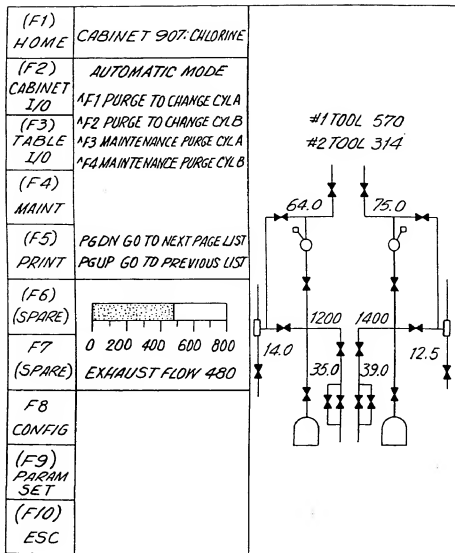 (F1)
HOME
CABINET 907: CHLORINE
(F2)
CABINET
I/O
(F3)
TABLE
I/O
(F4)
MAINT
(F5)
PRINT
(F6)
(SPARE)
F7
(SPARE)
F8
CONFIG
(F9)
PARAM
SET
(F10)
ESC
AUTOMATIC MODE
^F1 PURGE TO CHANGE CYL A
^F2 PURGE TO CHANGE CYL B
^F3 MAINTENANCE PURGE CYL A
^F4 MAINTENANCE PURGE CYL B
PGDN GO TO NEXT PAGE LIST
PGUP GO TO PREVIOUS LIST
0 200 400 600 800
EXHAUST FLOW 480
#1 TOOL 570
#2 TOOL 314
64.0 75.0
1200 1400
14.0 12.5
35.0 39.0